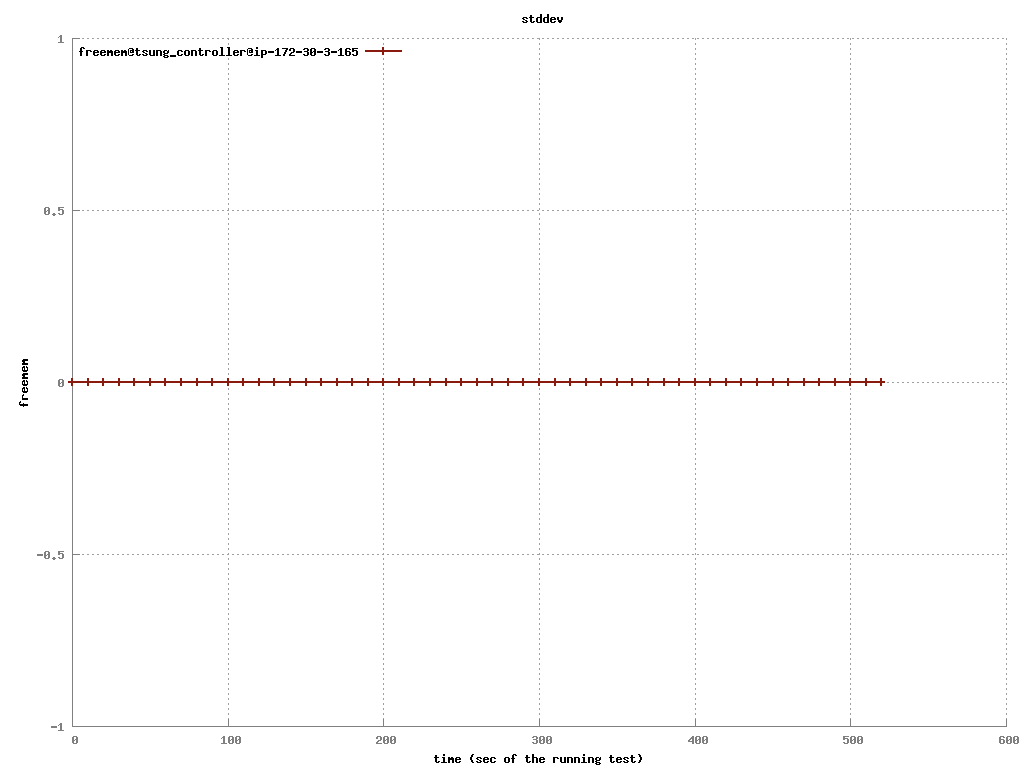 stddev
1
freemem@tsung_controller@ip-172-30-3-165
0.5
freemem
0
-0.5
-1
0 100 200 300 400 500 600
time (sec of the running test)